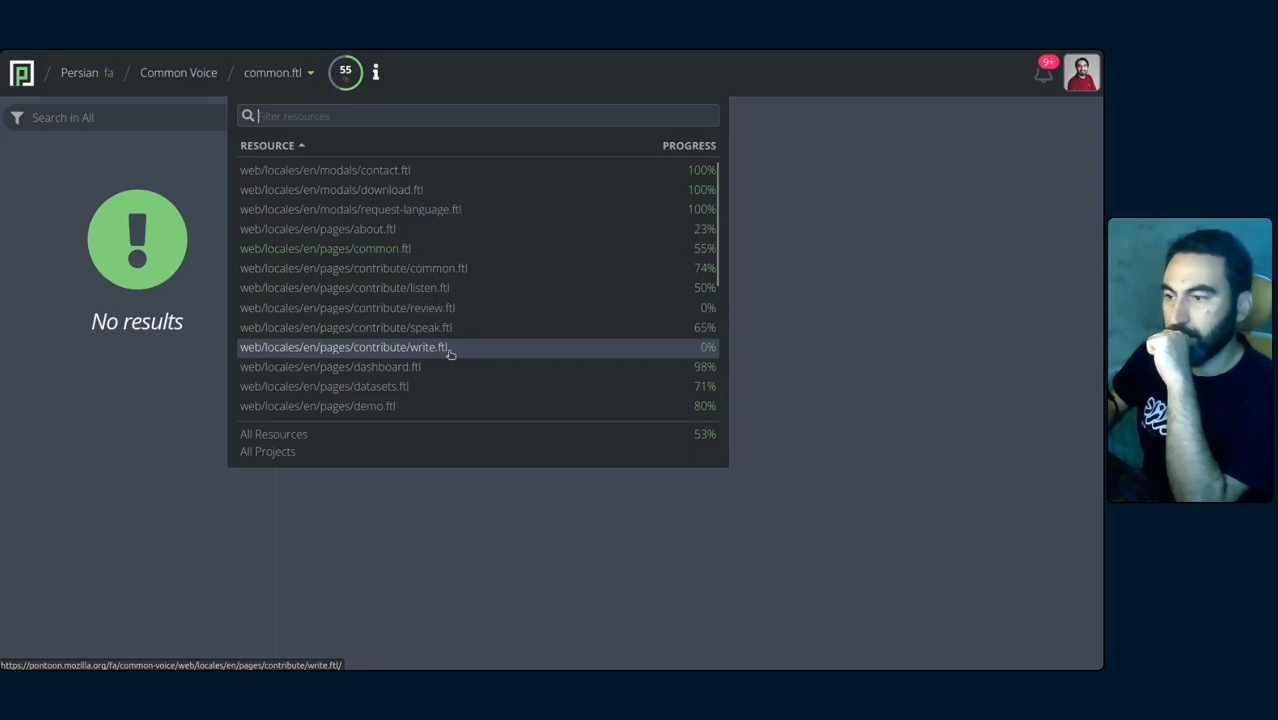 / Persian fa / Common Voice / common.ftl 55 9+
Search in All
Filter resources
RESOURCE PROGRESS
web/locales/en/modals/contact.ftl 100%
web/locales/en/modals/download.ftl 100%
web/locales/en/modals/request-language.ftl 100%
web/locales/en/pages/about.ftl 23%
web/locales/en/pages/common.ftl 55%
web/locales/en/pages/contribute/common.ftl 74%
web/locales/en/pages/contribute/listen.ftl 50%
web/locales/en/pages/contribute/review.ftl 0%
web/locales/en/pages/contribute/speak.ftl 65%
web/locales/en/pages/contribute/write.ftl 0%
web/locales/en/pages/dashboard.ftl 98%
web/locales/en/pages/datasets.ftl 71%
web/locales/en/pages/demo.ftl 80%
All Resources 53%
All Projects
No results
https://pontoon.mozilla.org/fa/common-voice/web/locales/en/pages/contribute/write.ftl/